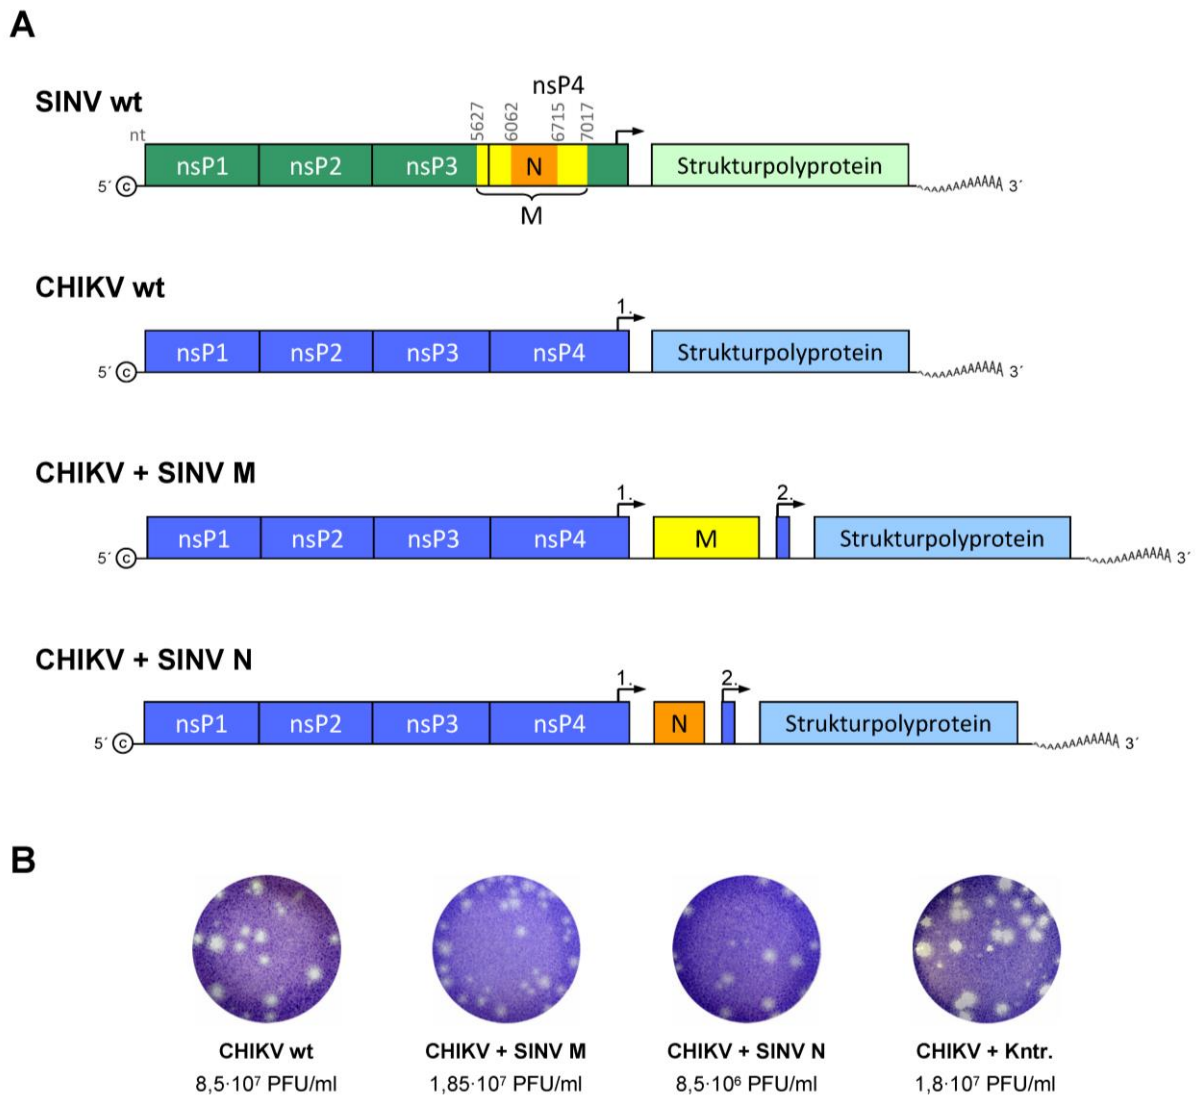 A
SINV wt
nsP4
nt 5627 6062 6715 7017
nsP1 nsP2 nsP3 N Strukturpolyprotein
5´ C 3´
M
CHIKV wt
1.
nsP1 nsP2 nsP3 nsP4 Strukturpolyprotein
5´ C 3´
CHIKV + SINV M
1. 2.
nsP1 nsP2 nsP3 nsP4 M Strukturpolyprotein
5´ C 3´
CHIKV + SINV N
1. 2.
nsP1 nsP2 nsP3 nsP4 N Strukturpolyprotein
5´ C 3´
B
CHIKV wt CHIKV + SINV M CHIKV + SINV N CHIKV + Kntr.
8,5·10⁷ PFU/ml 1,85·10⁷ PFU/ml 8,5·10⁶ PFU/ml 1,8·10⁷ PFU/ml